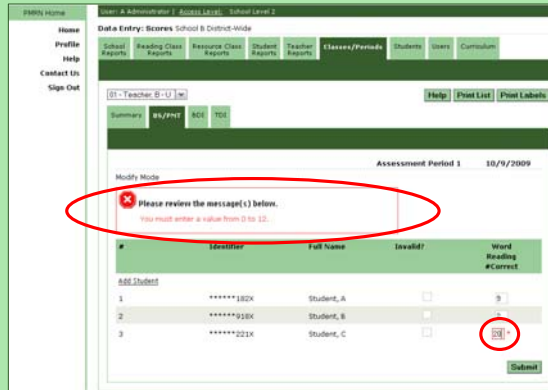 PMRN Home
User: A Administrator | Access Level: School Level 2
Home
Profile
Help
Contact Us
Sign Out
Data Entry: Scores School B District-Wide
School Reports
Reading Class Reports
Resource Class Reports
Student Reports
Teacher Reports
Classes/Periods
Students
Users
Curriculum
01 - Teacher, B - U
Help
Print List
Print Labels
Summary
BS/PMT
BDI
TDI
Assessment Period 1 10/9/2009
Modify Mode
Please review the message(s) below.
You must enter a value from 0 to 12.
# Identifier Full Name Invalid? Word Reading #Correct
Add Student
1 ******182X Student, A 9
2 ******918X Student, B
3 ******221X Student, C 20 *
Submit